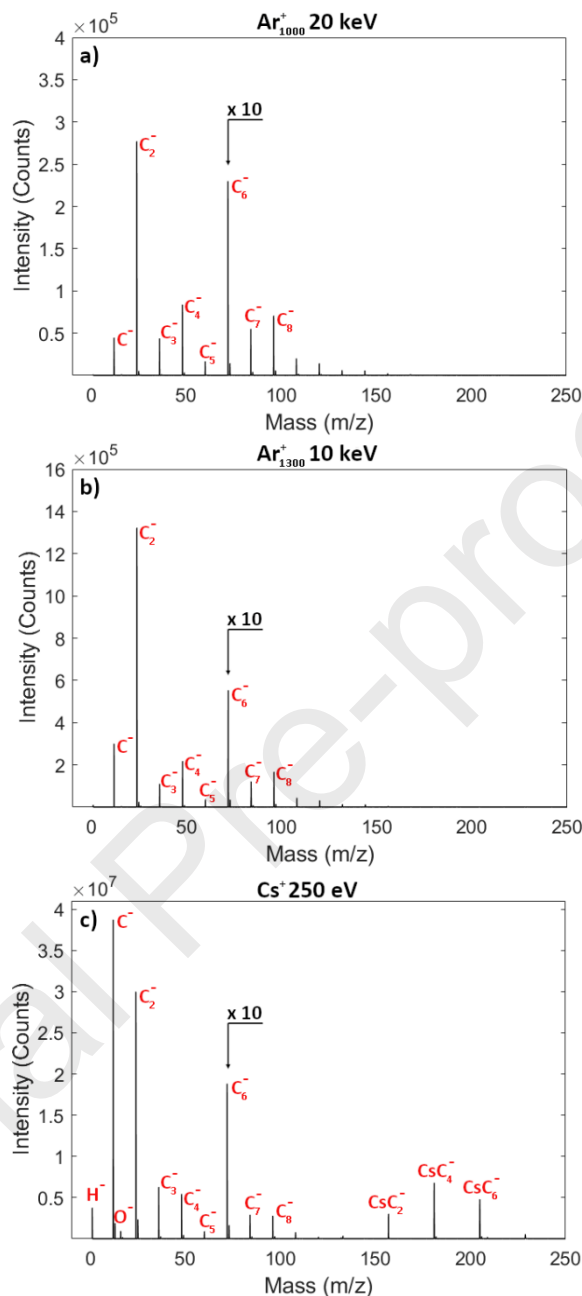 Ar⁺₁₀₀₀ 20 keV
×10⁵
a)
4
3.5
3
2.5
2
1.5
1
0.5
Intensity (Counts)
C⁻
C₂⁻
C₃⁻
C₄⁻
C₅⁻
x 10
C₆⁻
C₇⁻
C₈⁻
0 50 100 150 200 250
Mass (m/z)
Ar⁺₁₃₀₀ 10 keV
×10⁵
b)
16
14
12
10
8
6
4
2
Intensity (Counts)
C⁻
C₂⁻
C₃⁻
C₄⁻
C₅⁻
x 10
C₆⁻
C₇⁻
C₈⁻
0 50 100 150 200 250
Mass (m/z)
Cs⁺ 250 eV
×10⁷
c)
4
3.5
3
2.5
2
1.5
1
0.5
Intensity (Counts)
H⁻
C⁻
O⁻
C₂⁻
C₃⁻
C₄⁻
C₅⁻
x 10
C₆⁻
C₇⁻
C₈⁻
CsC₂⁻
CsC₄⁻
CsC₆⁻
0 50 100 150 200 250
Mass (m/z)
al Pre-proo